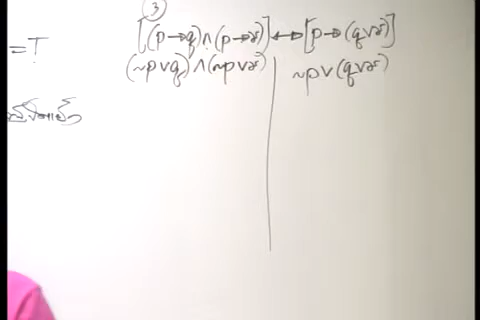 3
[(p→q)∧(p→r)]↔[p→(q∨r)]
=T
(~p∨q)∧(~p∨r) ~p∨(q∨r)